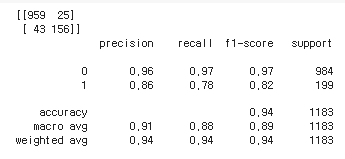 [[959  25]
 [ 43 156]]
              precision    recall  f1-score   support

           0       0,96      0,97      0,97       984
           1       0,86      0,78      0,82       199

    accuracy                           0,94      1183
   macro avg       0,91      0,88      0,89      1183
weighted avg       0,94      0,94      0,94      1183